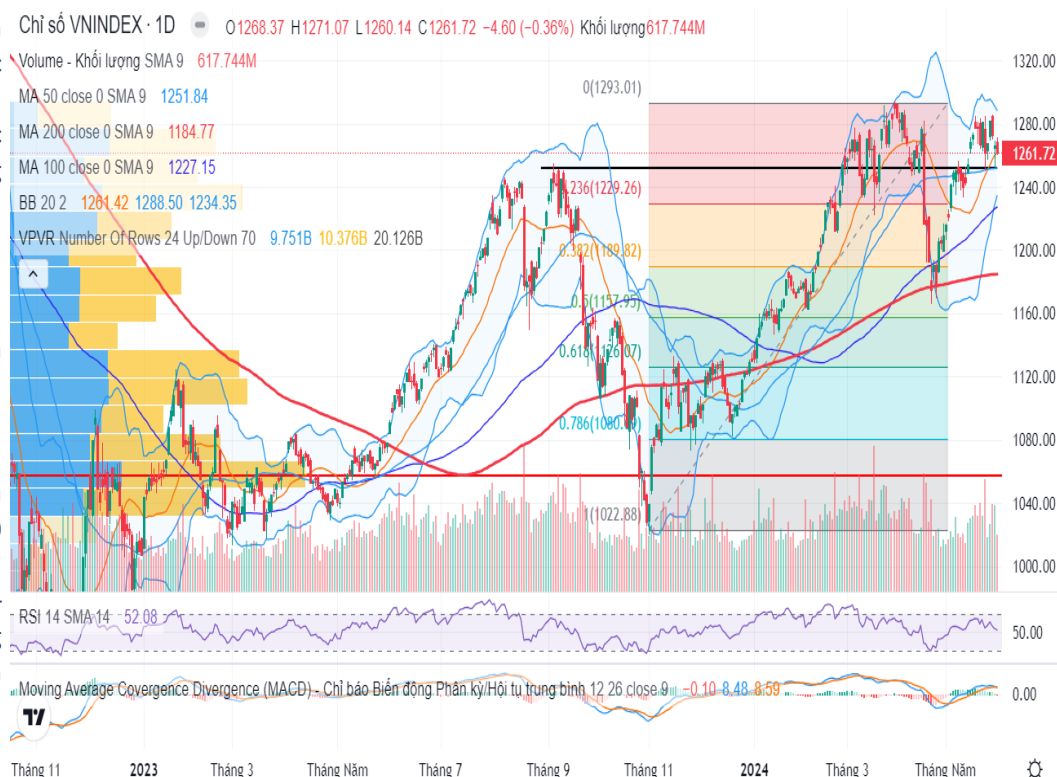 Chỉ số VNINDEX · 1D O1268.37 H1271.07 L1260.14 C1261.72 −4.60 (−0.36%) Khối lượng617.744M
Volume - Khối lượng SMA 9 617.744M
MA 50 close 0 SMA 9 1251.84
MA 200 close 0 SMA 9 1184.77
MA 100 close 0 SMA 9 1227.15
BB 20 2 1261.42 1288.50 1234.35
VPVR Number Of Rows 24 Up/Down 70 9.751B 10.376B 20.126B
0(1293.01)
236(1229.26)
0.382(1189.82)
0.5(1157.95)
0.618(1126.07)
1(1022.88)
1320.00
1280.00
1261.72
1240.00
1200.00
1160.00
1120.00
1080.00
1040.00
1000.00
RSI 14 SMA 14 52.08
50.00
Moving Average Covergence Divergence (MACD) - Chỉ báo Biến động Phân kỳ/Hội tụ trung bình 12 26 close 9 −0.10 8.48 8.59
0.00
Tháng 11 2023 Tháng 3 Tháng Năm Tháng 7 Tháng 9 Tháng 11 2024 Tháng 3 Tháng Năm